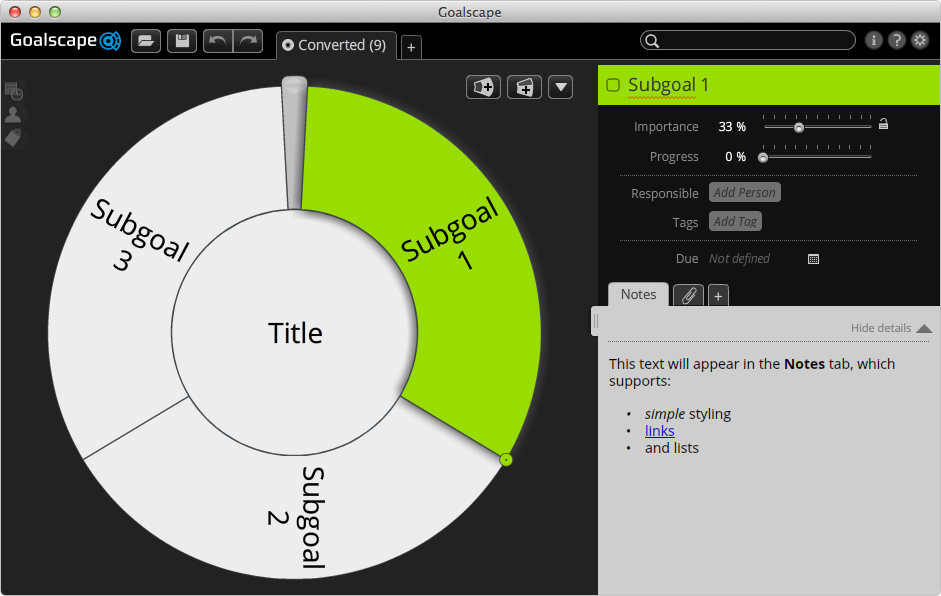 Goalscape
Goalscape
Converted (9)
+
i
?
Subgoal
1
Subgoal
2
Subgoal
3
Title
Subgoal 1
Importance 33 %
Progress 0 %
Responsible Add Person
Tags Add Tag
Due Not defined
Notes
+
Hide details
This text will appear in the Notes tab, which
supports:
• simple styling
• links
• and lists